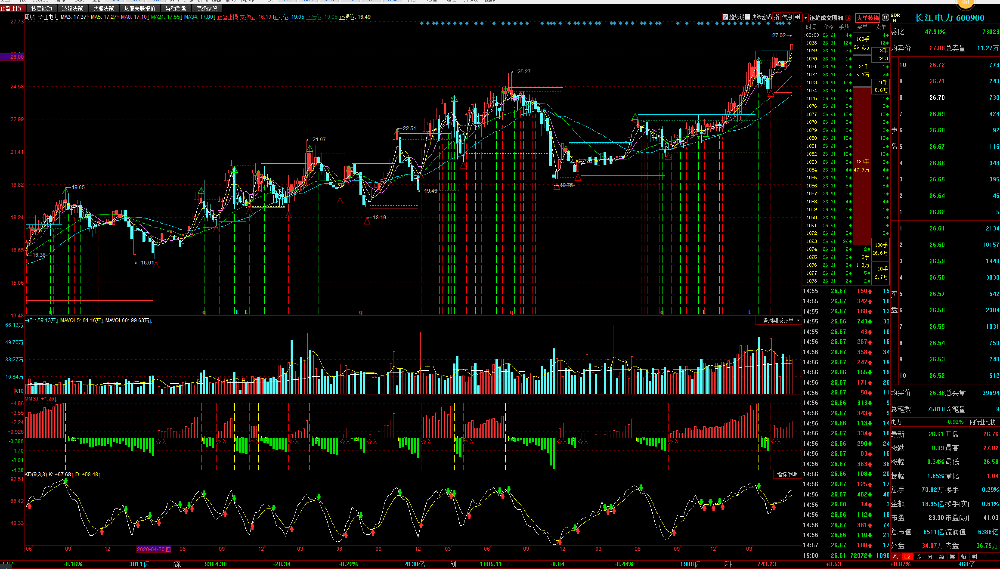 止盈止损 抄底逃顶 波段决策 共振决策 热股关联报价 异动看盘 高级诊股
周线 长江电力 MA3: 17.37↑ MA5: 17.27↑ MA8: 17.10↓ MA21: 17.55↓ MA34: 17.80↓ 止盈止损 支撑位: 16.19 压力位: 19.05 止盈位: 19.05 止损位: 16.49
趋势线 决策密码 指 信息
27.73
26.00
24.58
22.99
21.41
19.82
18.24
16.65
15.06
13.48
27.02
25.27
22.51
21.97
19.65
19.75
19.49
18.19
16.38
16.01
q q L L q q q L L
总手: 59.13万↓ MAVOL5: 61.16万↓ MAVOL60: 99.63万↓
多周期成交量
66.13万
49.70万
33.27万
16.84万
X10
MMSJ: +1.26↓
+4.86
+3.55
+2.24
+0.926
-0.386
-1.70
-3.01
-4.38
KD(9,3,3) K: +67.68↑ D: +58.48↑
指标说明
+92.51
+66.42
+40.33
06 09 12 2020-04-30,四 06 09 12 03 06 09 12 03 06 09 12 03 06 09 12 03
逐笔成交明细 大单棱镜
时间 价格 手数 买单 卖单
:00:00 26.61 4 4
1068 26.61 12 12
1069 26.61 2
1070 26.61 1
1071 26.61 1 1
1072 26.61 2 2
1073 26.61 17
1074 26.61 4
1075 26.61 1 1
1076 26.61 3 3
1077 26.61 10 10
1078 26.61 3 3
1079 26.61 8 8
1080 26.61 10 10
1081 26.61 1 1
1082 26.61 10 10
1083 26.61 3 3
1084 26.61 4 4
1085 26.61 1 1
1086 26.61 5 5
1087 26.61 3 3
1088 26.61 4 4
1089 26.61 1 1
1090 26.61 3 3
1091 26.61 5 5
1092 26.61 5 5
1093 26.61 96
1094 26.61 2 2
1095 26.61 2
1096 26.61 3
1097 26.61 5 5
1098 26.61 2 2
100手
26.6万
21手
5.6万
180手
47.9万
5手
1.3万
3手
7983
21手
5.6万
100手
26.6万
10手
2.7万
14:55 26.67 150 15
14:55 26.67 342 10
14:55 26.67 168 13
14:55 26.66 743 33
14:55 26.67 43 10
14:56 26.67 267 16
14:56 26.67 358 34
14:56 26.67 247 19
14:56 26.66 155 19
14:56 26.67 171 26
14:56 26.67 50 11
14:56 26.66 313 9
14:56 26.67 343 9
14:56 26.66 113 14
14:56 26.67 334 10
14:56 26.66 290 24
14:56 26.67 83 16
14:56 26.67 363 36
14:56 26.66 108 20
14:56 26.67 125 17
14:56 26.67 462 48
14:56 26.68 14 3
14:56 26.66 112 18
14:56 26.67 381 74
14:56 26.66 110 21
14:57 26.67 100 17
15:00 26.61 72072 1098
GDR
R
长江电力 600900
委比 -47.91% -73023
均卖价 27.06 总卖量 11.27万
10 26.72 773
9 26.71 243
8 26.70 730
7 26.69 424
卖 6 26.68 92
盘 5 26.67 116
4 26.66 348
3 26.65 395
2 26.64 46
1 26.62 5
1 26.61 2134
2 26.60 10157
3 26.59 1449
4 26.58 3030
买 5 26.57 542
盘 6 26.56 2384
7 26.55 1031
8 26.54 759
9 26.53 240
10 26.52 512
均买价 26.38 总买量 39694
总笔数 75818 均笔量 9
电力 -0.92% 同行业比较
最新 26.61 开盘 26.76
涨跌 -0.09 最高 27.02
涨幅 -0.34% 最低 26.58
振幅 1.65% 量比 1.04
总手 70.82万 换手 0.29%
金额 18.95亿 换手(实) 0.61%
市盈 23.90 市盈(动) 41.03
总市值 6511亿 流通值 6388亿
外盘 34.07万 内盘 36.75万
盘 L2 诊 分 统 筹 焰 财
-0.16% 3011亿 深 9364.38 -20.34 -0.22% 4138亿 创 1805.11 -8.04 -0.44% 1980亿 科 743.23 +0.53 +0.07% 460亿